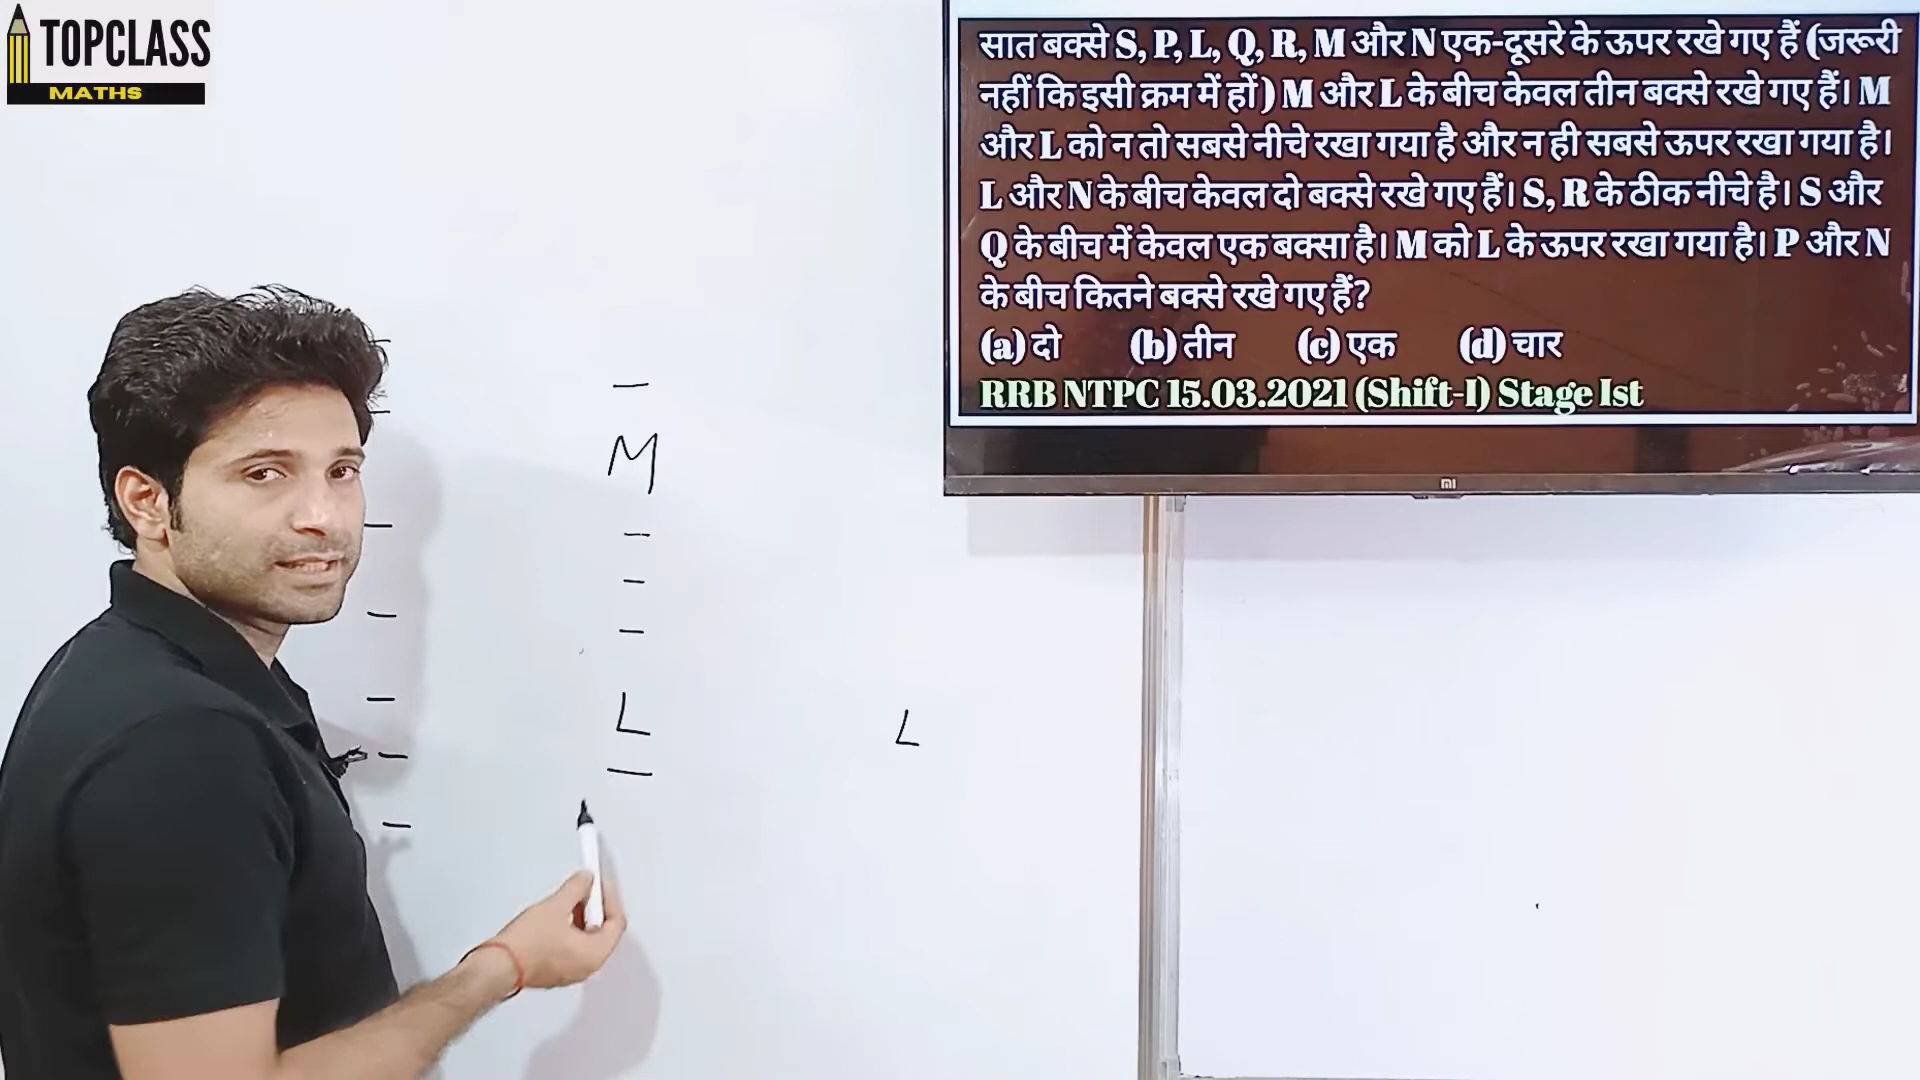 TOPCLASS
MATHS
सात बक्से S, P, L, Q, R, M और N एक-दूसरे के ऊपर रखे गए हैं (जरूरी
नहीं कि इसी क्रम में हों) M और L के बीच केवल तीन बक्से रखे गए हैं। M
और L को न तो सबसे नीचे रखा गया है और न ही सबसे ऊपर रखा गया है।
L और N के बीच केवल दो बक्से रखे गए हैं। S, R के ठीक नीचे है। S और
Q के बीच में केवल एक बक्सा है। M को L के ऊपर रखा गया है। P और N
के बीच कितने बक्से रखे गए हैं?
(a) दो (b) तीन (c) एक (d) चार
RRB NTPC 15.03.2021 (Shift-I) Stage Ist
mi
M
L
L